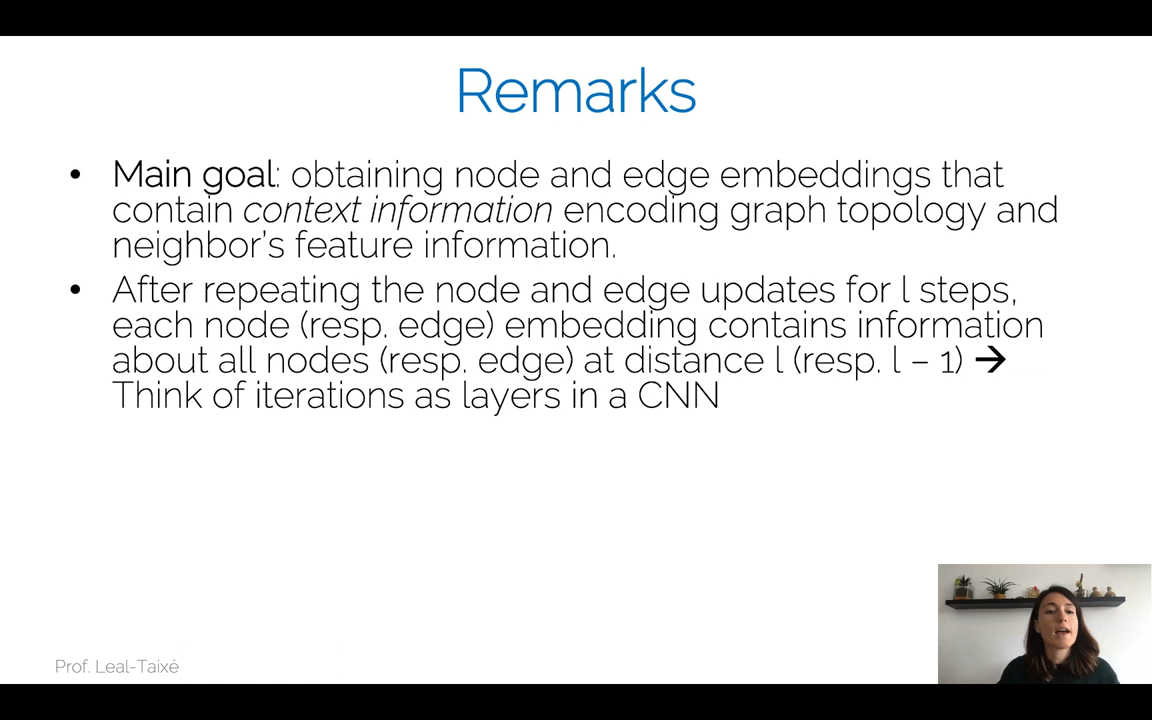 Remarks
• Main goal: obtaining node and edge embeddings that
contain context information encoding graph topology and
neighbor's feature information.
• After repeating the node and edge updates for l steps,
each node (resp. edge) embedding contains information
about all nodes (resp. edge) at distance l (resp. l – 1) →
Think of iterations as layers in a CNN
Prof. Leal-Taixé